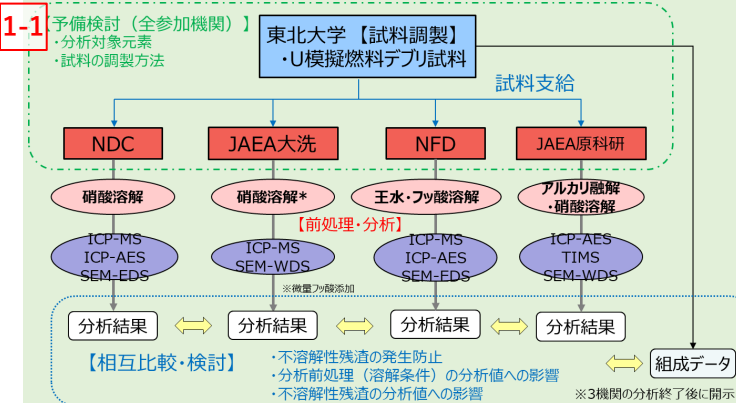 1-1
【予備検討（全参加機関）】
・分析対象元素
・試料の調製方法
東北大学【試料調製】
・U模擬燃料デブリ試料
試料支給
NDC
JAEA大洗
NFD
JAEA原科研
硝酸溶解
硝酸溶解*
王水・フッ酸溶解
アルカリ融解
・硝酸溶解
【前処理・分析】
ICP-MS
ICP-AES
SEM-EDS
ICP-MS
SEM-WDS
ICP-MS
ICP-AES
SEM-EDS
ICP-AES
TIMS
SEM-WDS
※微量フッ酸添加
分析結果
分析結果
分析結果
分析結果
【相互比較・検討】
・不溶解性残渣の発生防止
・分析前処理（溶解条件）の分析値への影響
・不溶解性残渣の分析値への影響
組成データ
※3機関の分析終了後に開示